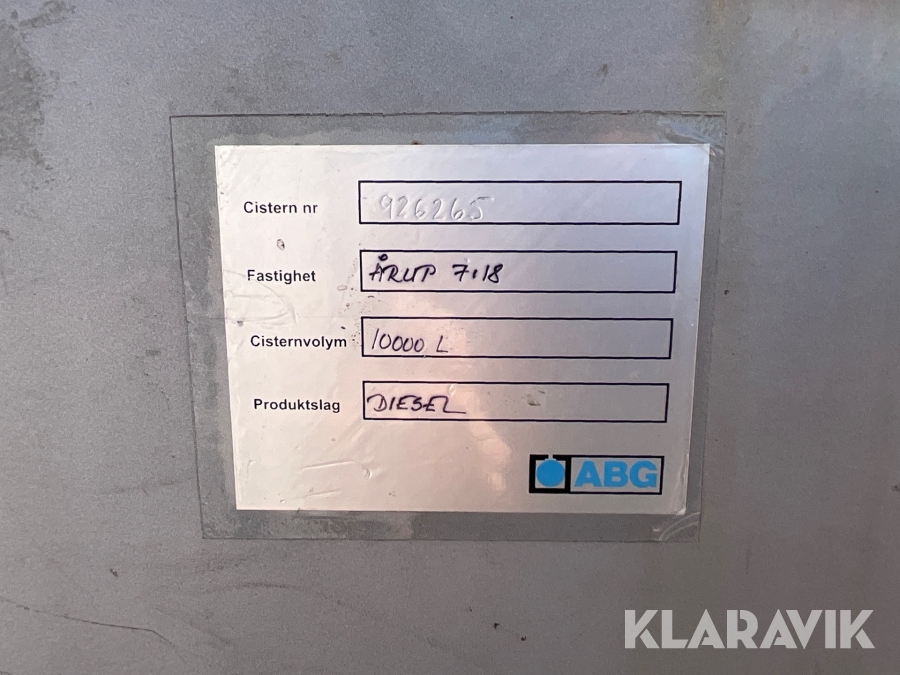 Cistern nr 926265
Fastighet ÅRUP 7:18
Cisternvolym 10000 L
Produktslag DIESEL
ABG
KLARAVIK